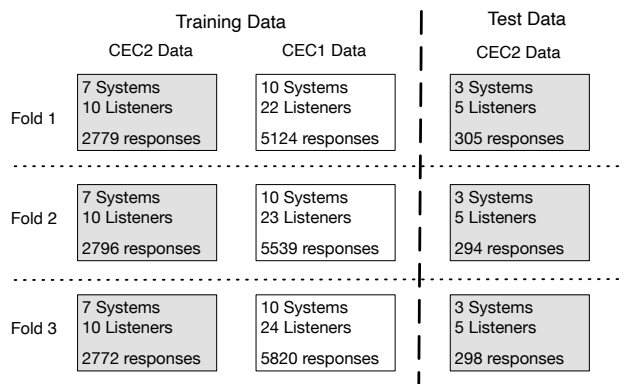 Training Data
Test Data
CEC2 Data
CEC1 Data
CEC2 Data
Fold 1
7 Systems
10 Listeners
2779 responses
10 Systems
22 Listeners
5124 responses
3 Systems
5 Listeners
305 responses
Fold 2
7 Systems
10 Listeners
2796 responses
10 Systems
23 Listeners
5539 responses
3 Systems
5 Listeners
294 responses
Fold 3
7 Systems
10 Listeners
2772 responses
10 Systems
24 Listeners
5820 responses
3 Systems
5 Listeners
298 responses